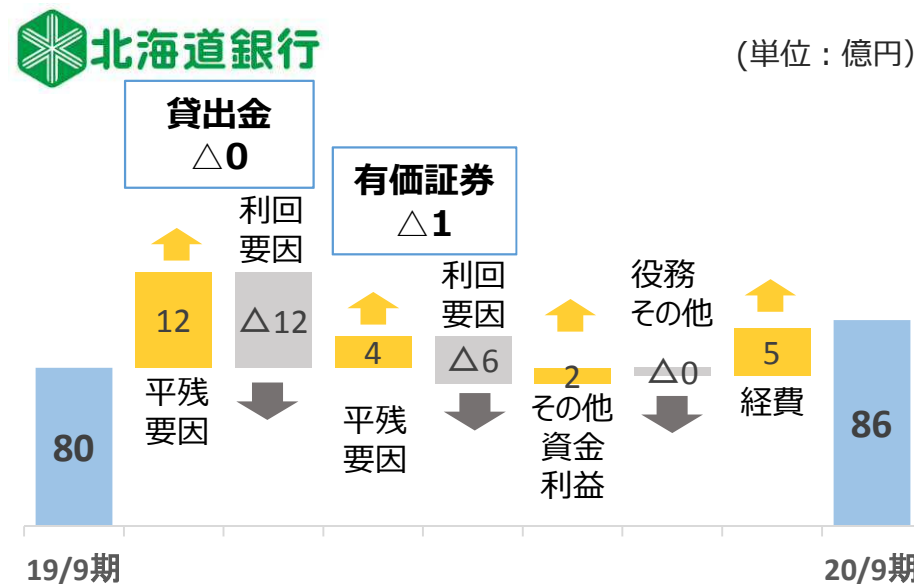 北海道銀行
(単位：億円)
貸出金
△0
有価証券
△1
利回
要因
12
平残
要因
△12
4
平残
要因
利回
要因
△6
2
その他
資金
利益
役務
その他
△0
5
経費
80
86
19/9期
20/9期